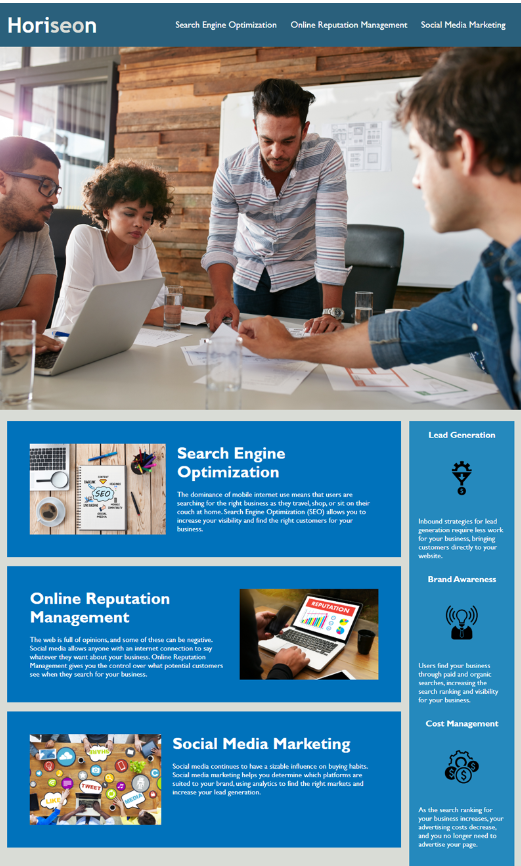 Horiseon
Search Engine Optimization
Online Reputation Management
Social Media Marketing
Search Engine
Optimization
The dominance of mobile internet use means that users are
searching for the right business as they travel, shop, or sit on their
couch at home. Search Engine Optimization (SEO) allows you to
increase your visibility and find the right customers for your
business.
SEO
Online Reputation
Management
The web is full of opinions, and some of these can be negative.
Social media allows anyone with an internet connection to say
whatever they want about your business. Online Reputation
Management gives you the control over what potential customers
see when they search for your business.
REPUTATION
Social Media Marketing
Social media continues to have a sizable influence on buying habits.
Social media marketing helps you determine which platforms are
suited to your brand, using analytics to find the right markets and
increase your lead generation.
TWEET
LIKE
MEDIA
Lead Generation
Inbound strategies for lead
generation require less work
for your business, bringing
customers directly to your
website.
Brand Awareness
Users find your business
through paid and organic
searches, increasing the
search ranking and visibility
for your business.
Cost Management
As the search ranking for
your business increases, your
advertising costs decrease,
and you no longer need to
advertise your page.